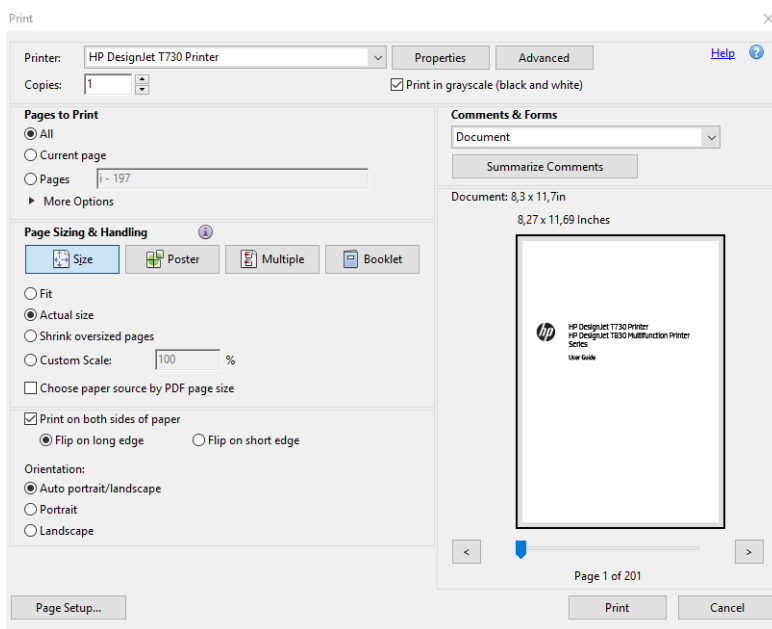 Print
Printer: HP DesignJet T730 Printer Properties Advanced Help ?
Copies: 1 Print in grayscale (black and white)
Pages to Print
All
Current page
Pages i - 197
More Options
Comments & Forms
Document
Summarize Comments
Page Sizing & Handling i
Size Poster Multiple Booklet
Fit
Actual size
Shrink oversized pages
Custom Scale: 100 %
Choose paper source by PDF page size
Print on both sides of paper
Flip on long edge Flip on short edge
Orientation:
Auto portrait/landscape
Portrait
Landscape
Document: 8,3 x 11,7in
8,27 x 11,69 Inches
hp
HP DesignJet T730 Printer
HP DesignJet T830 Multifunction Printer
Series
User Guide
< >
Page 1 of 201
Page Setup... Print Cancel